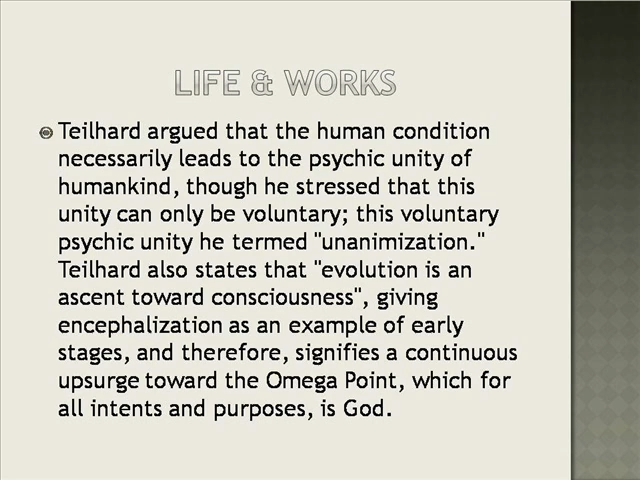 LIFE & WORKS
Teilhard argued that the human condition
necessarily leads to the psychic unity of
humankind, though he stressed that this
unity can only be voluntary; this voluntary
psychic unity he termed "unanimization."
Teilhard also states that "evolution is an
ascent toward consciousness", giving
encephalization as an example of early
stages, and therefore, signifies a continuous
upsurge toward the Omega Point, which for
all intents and purposes, is God.